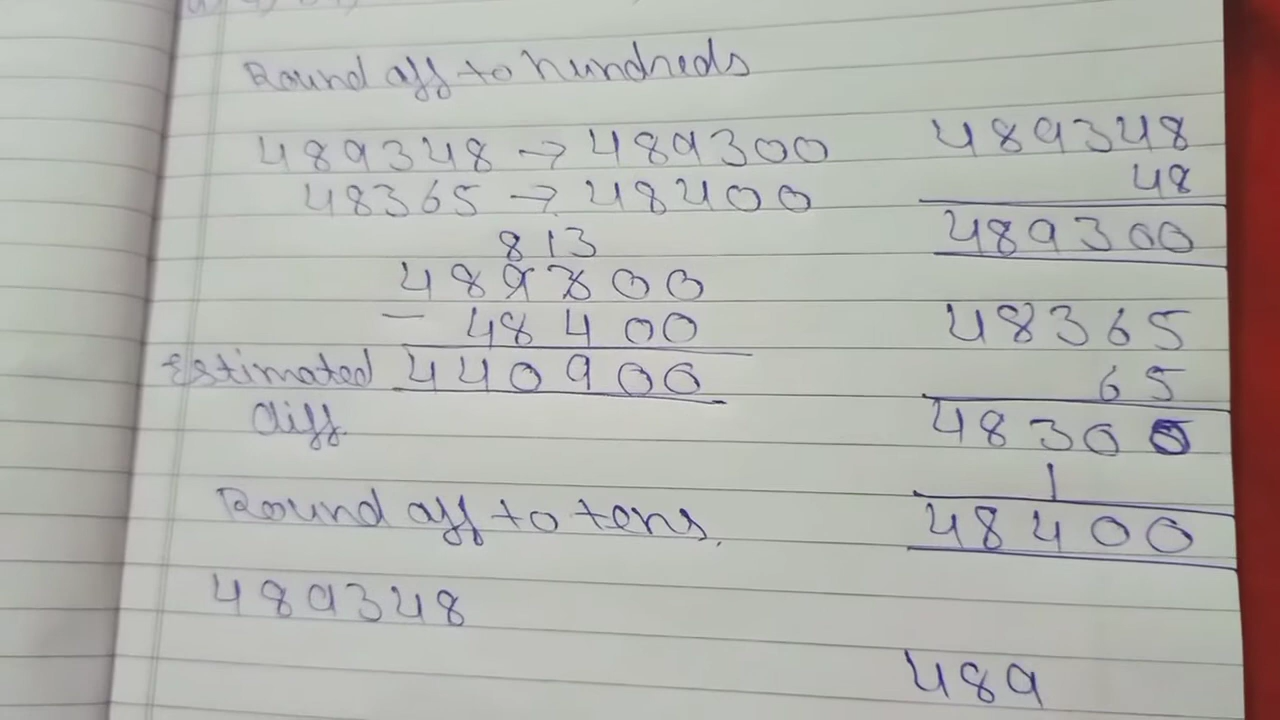 Round off to hundreds
489348 → 489300
48365 → 48400
8 13
489300
- 48400
Estimated 440900
diff.
Round off to tens.
489348
489348
48
489300
48365
65
48300
1
48400
489